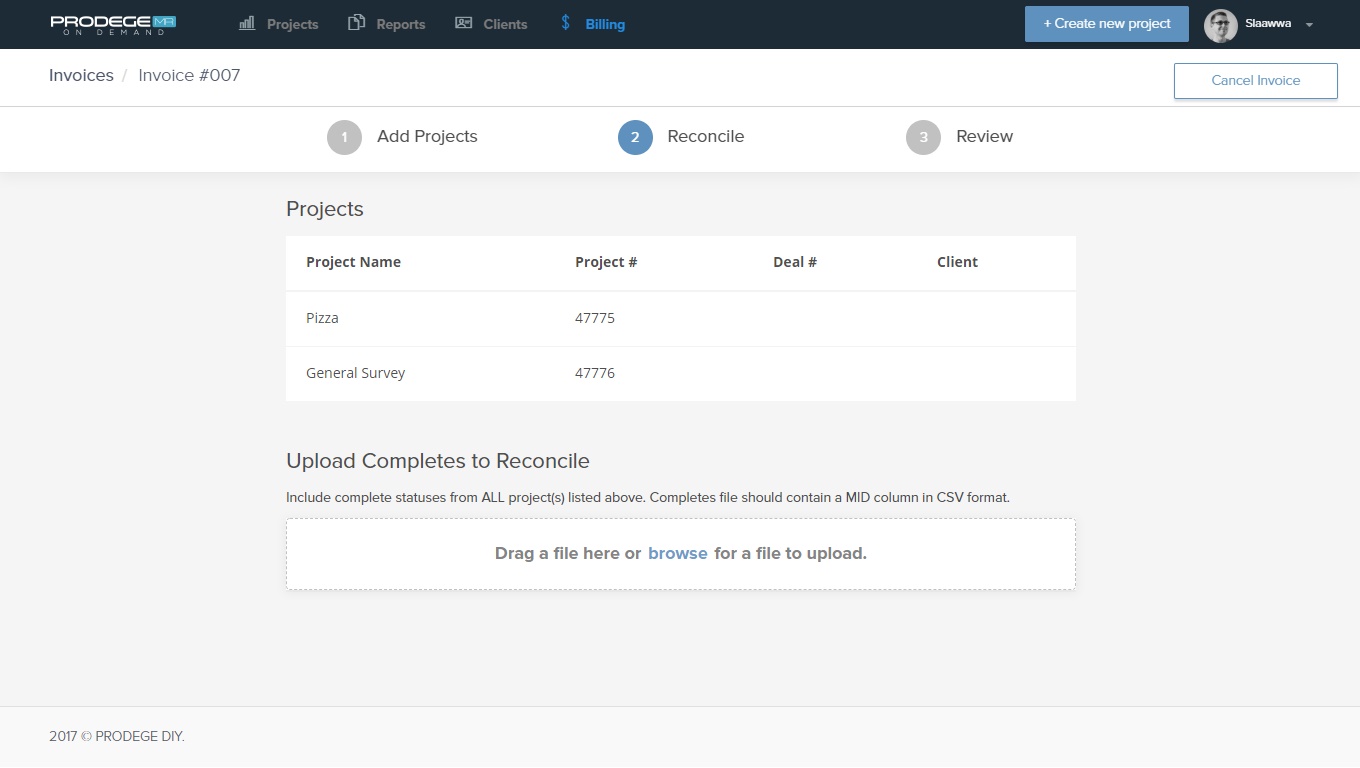 PRODEGE MR
ON DEMAND
Projects
Reports
Clients
$ Billing
+ Create new project
Slaawwa
Invoices / Invoice #007
Cancel Invoice
1 Add Projects
2 Reconcile
3 Review
Projects
Project Name Project # Deal # Client
Pizza 47775
General Survey 47776
Upload Completes to Reconcile
Include complete statuses from ALL project(s) listed above. Completes file should contain a MID column in CSV format.
Drag a file here or browse for a file to upload.
2017 © PRODEGE DIY.